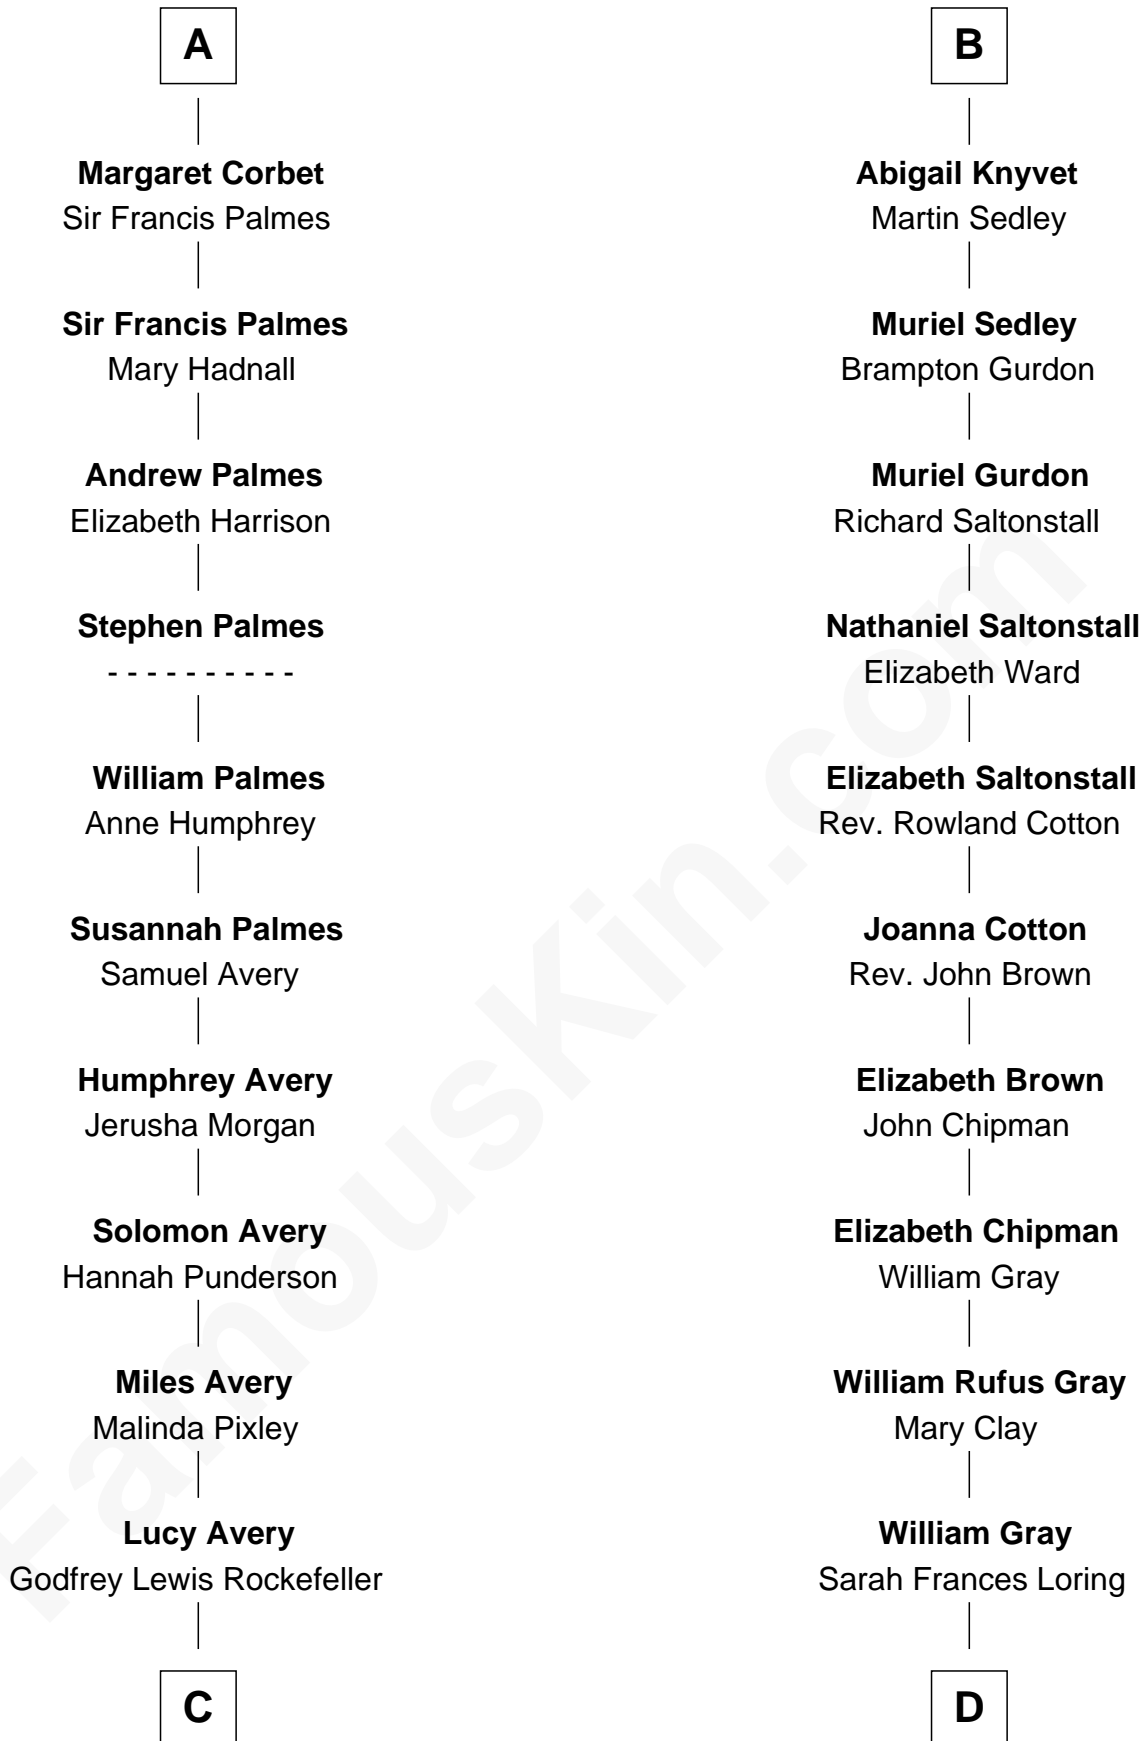 A
Margaret Corbet
Sir Francis Palmes
Sir Francis Palmes
Mary Hadnall
Andrew Palmes
Elizabeth Harrison
Stephen Palmes
- - - - - - - - - -
William Palmes
Anne Humphrey
Susannah Palmes
Samuel Avery
Humphrey Avery
Jerusha Morgan
Solomon Avery
Hannah Punderson
Miles Avery
Malinda Pixley
Lucy Avery
Godfrey Lewis Rockefeller
C
B
Abigail Knyvet
Martin Sedley
Muriel Sedley
Brampton Gurdon
Muriel Gurdon
Richard Saltonstall
Nathaniel Saltonstall
Elizabeth Ward
Elizabeth Saltonstall
Rev. Rowland Cotton
Joanna Cotton
Rev. John Brown
Elizabeth Brown
John Chipman
Elizabeth Chipman
William Gray
William Rufus Gray
Mary Clay
William Gray
Sarah Frances Loring
D
FamousKin.com